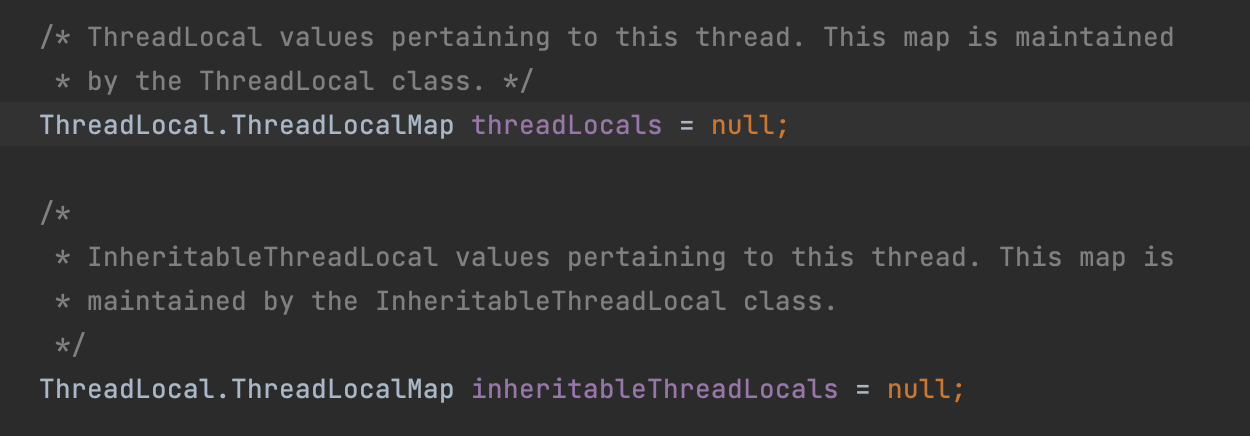 /* ThreadLocal values pertaining to this thread. This map is maintained
 * by the ThreadLocal class. */
ThreadLocal.ThreadLocalMap threadLocals = null;
/*
 * InheritableThreadLocal values pertaining to this thread. This map is
 * maintained by the InheritableThreadLocal class.
 */
ThreadLocal.ThreadLocalMap inheritableThreadLocals = null;